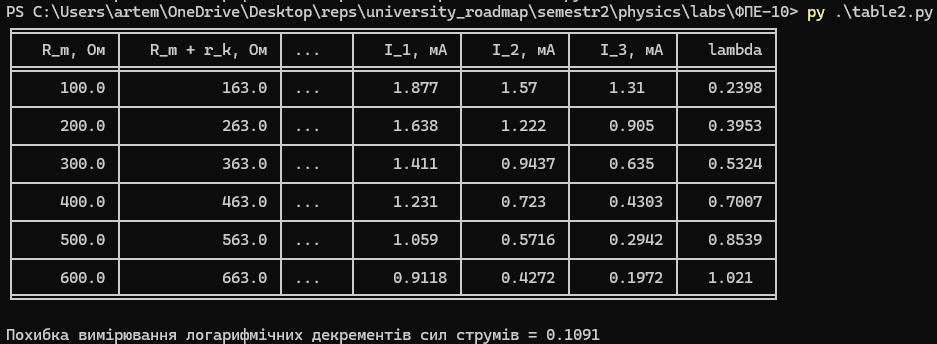 PS C:\Users\artem\OneDrive\Desktop\reps\university_roadmap\semestr2\physics\labs\ФПЕ-10> py .\table2.py
R_m, Ом R_m + r_k, Ом ... I_1, мА I_2, мА I_3, мА lambda
100.0 163.0 ... 1.877 1.57 1.31 0.2398
200.0 263.0 ... 1.638 1.222 0.905 0.3953
300.0 363.0 ... 1.411 0.9437 0.635 0.5324
400.0 463.0 ... 1.231 0.723 0.4303 0.7007
500.0 563.0 ... 1.059 0.5716 0.2942 0.8539
600.0 663.0 ... 0.9118 0.4272 0.1972 1.021
Похибка вимірювання логарифмічних декрементів сил струмів = 0.1091